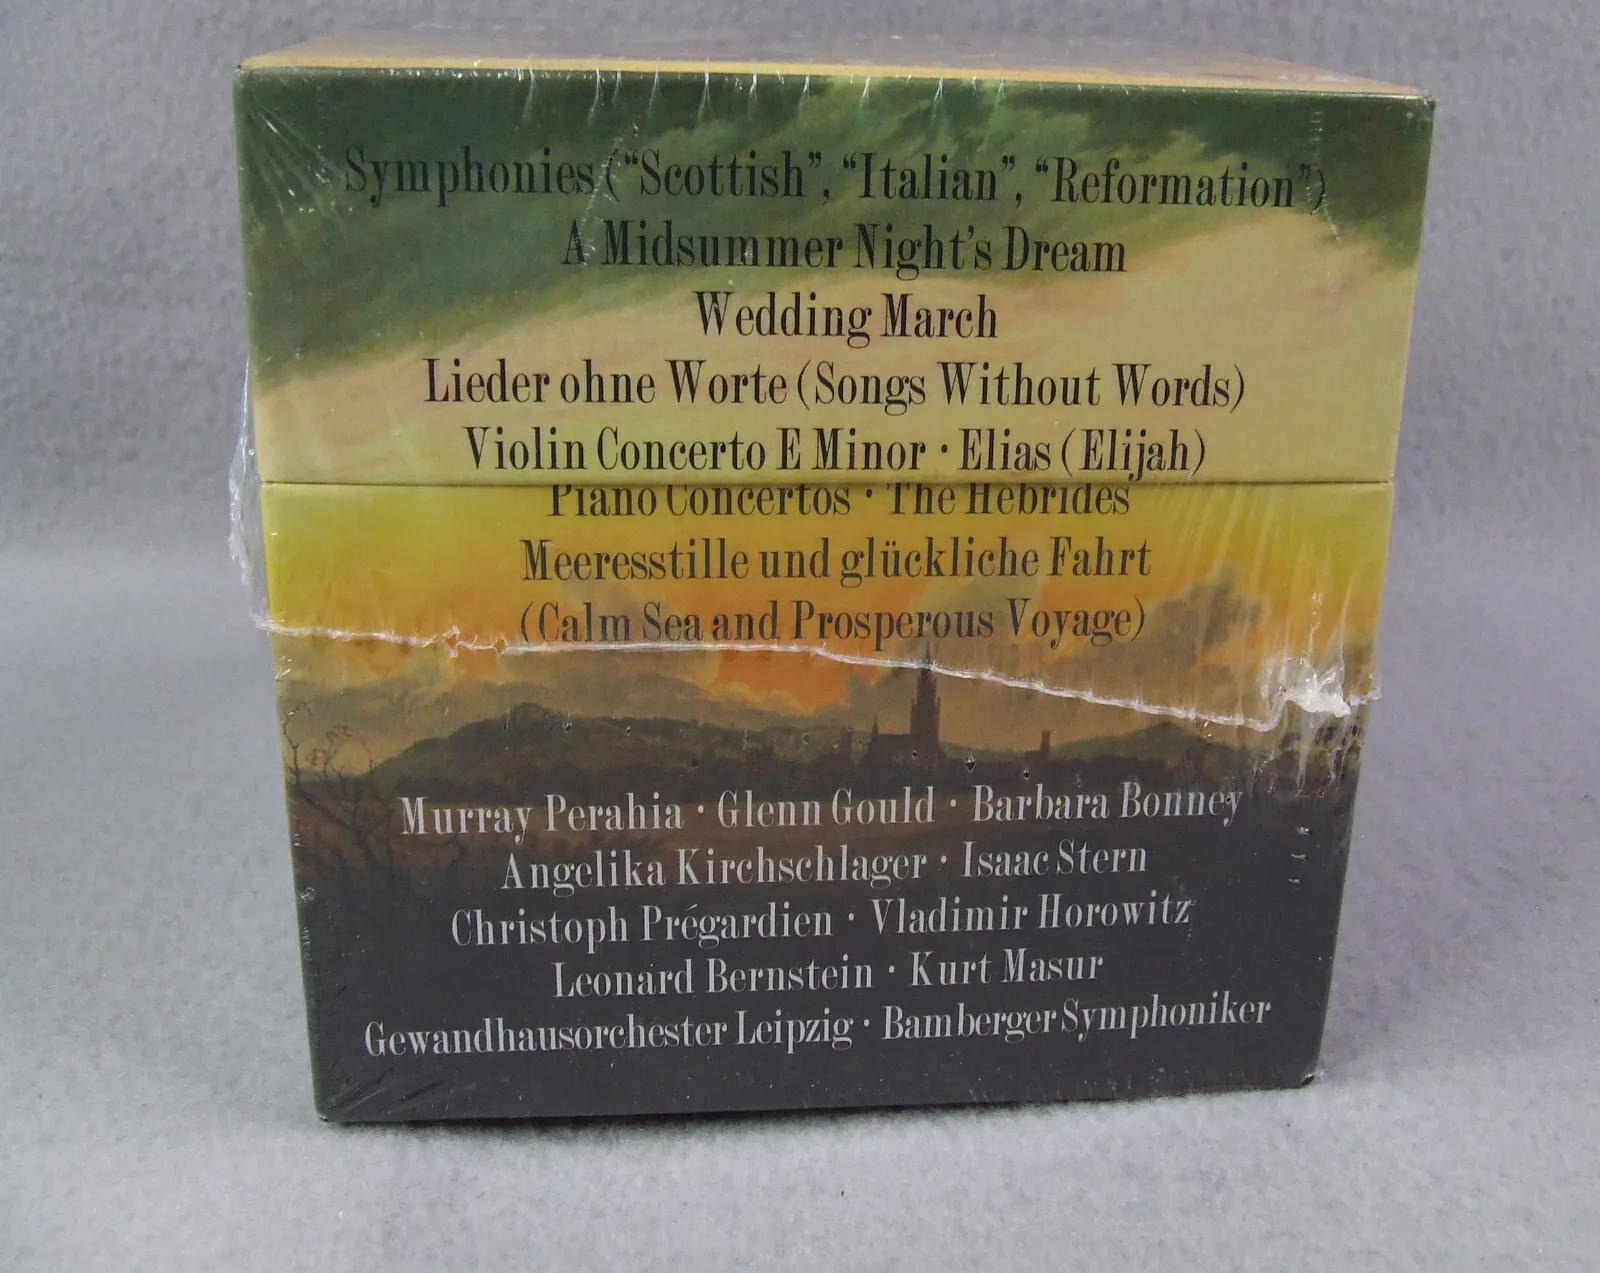 Symphonies (“Scottish”, “Italian”, “Reformation”)
A Midsummer Night’s Dream
Wedding March
Lieder ohne Worte (Songs Without Words)
Violin Concerto E Minor · Elias (Elijah)
Piano Concertos · The Hebrides
Meeresstille und glückliche Fahrt
(Calm Sea and Prosperous Voyage)
Murray Perahia · Glenn Gould · Barbara Bonney
Angelika Kirchschlager · Isaac Stern
Christoph Prégardien · Vladimir Horowitz
Leonard Bernstein · Kurt Masur
Gewandhausorchester Leipzig · Bamberger Symphoniker